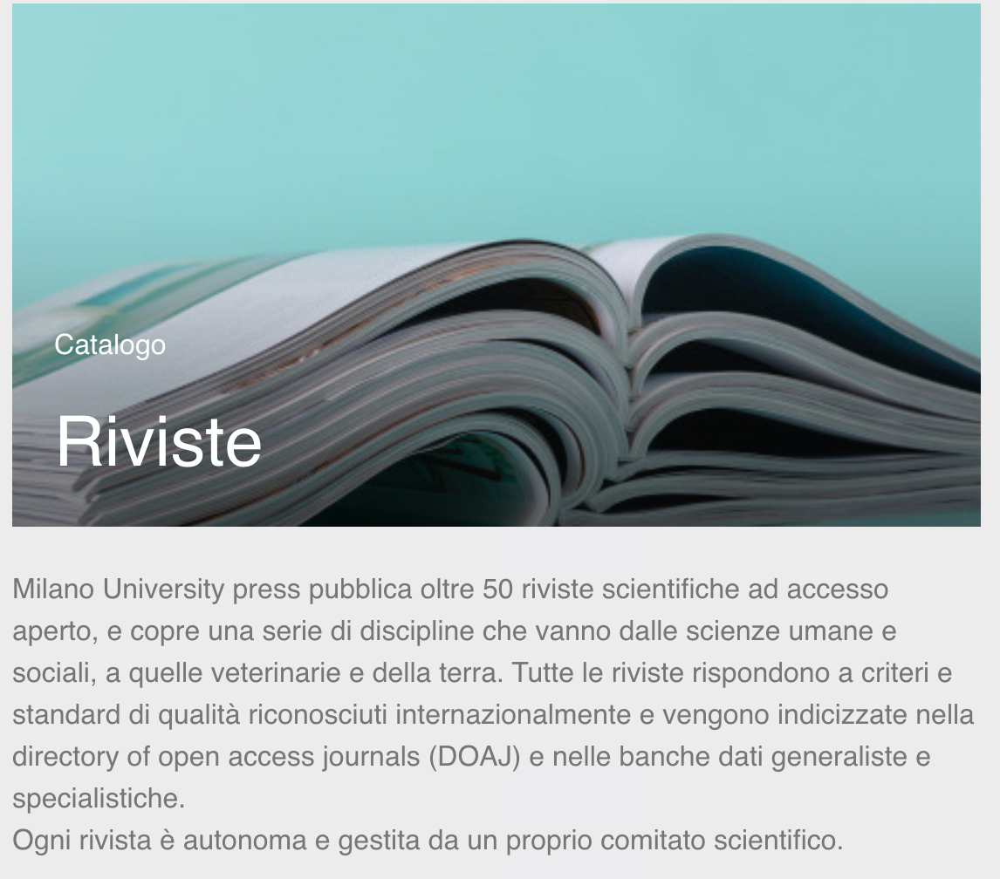 Catalogo
Riviste
Milano University press pubblica oltre 50 riviste scientifiche ad accesso
aperto, e copre una serie di discipline che vanno dalle scienze umane e
sociali, a quelle veterinarie e della terra. Tutte le riviste rispondono a criteri e
standard di qualità riconosciuti internazionalmente e vengono indicizzate nella
directory of open access journals (DOAJ) e nelle banche dati generaliste e
specialistiche.
Ogni rivista è autonoma e gestita da un proprio comitato scientifico.